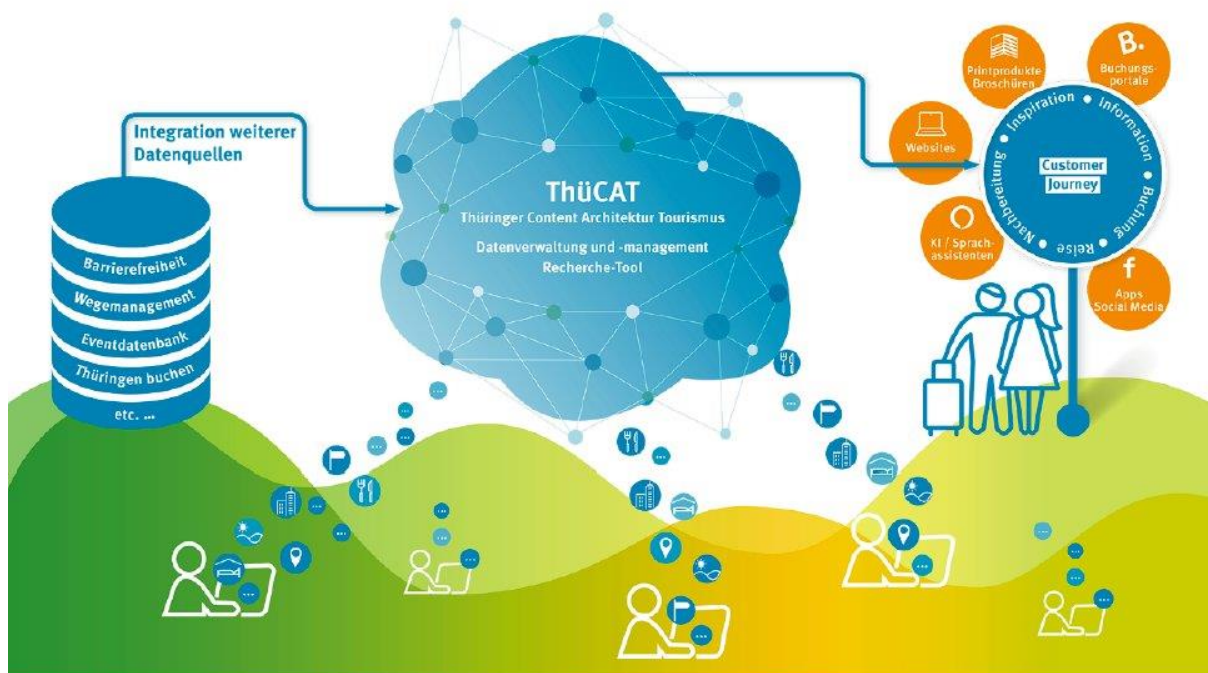 Integration weiterer
Datenquellen
Barrierefreiheit
Wegemanagement
Eventdatenbank
Thüringen buchen
etc. ...
ThüCAT
Thüringer Content Architektur Tourismus
Datenverwaltung und -management
Recherche-Tool
Printprodukte
Broschüren
B.
Buchungs-
portale
Websites
KI / Sprach-
assistenten
f
Apps
Social Media
Inspiration • Information • Buchung • Reise • Nachbereitung •
Customer
Journey